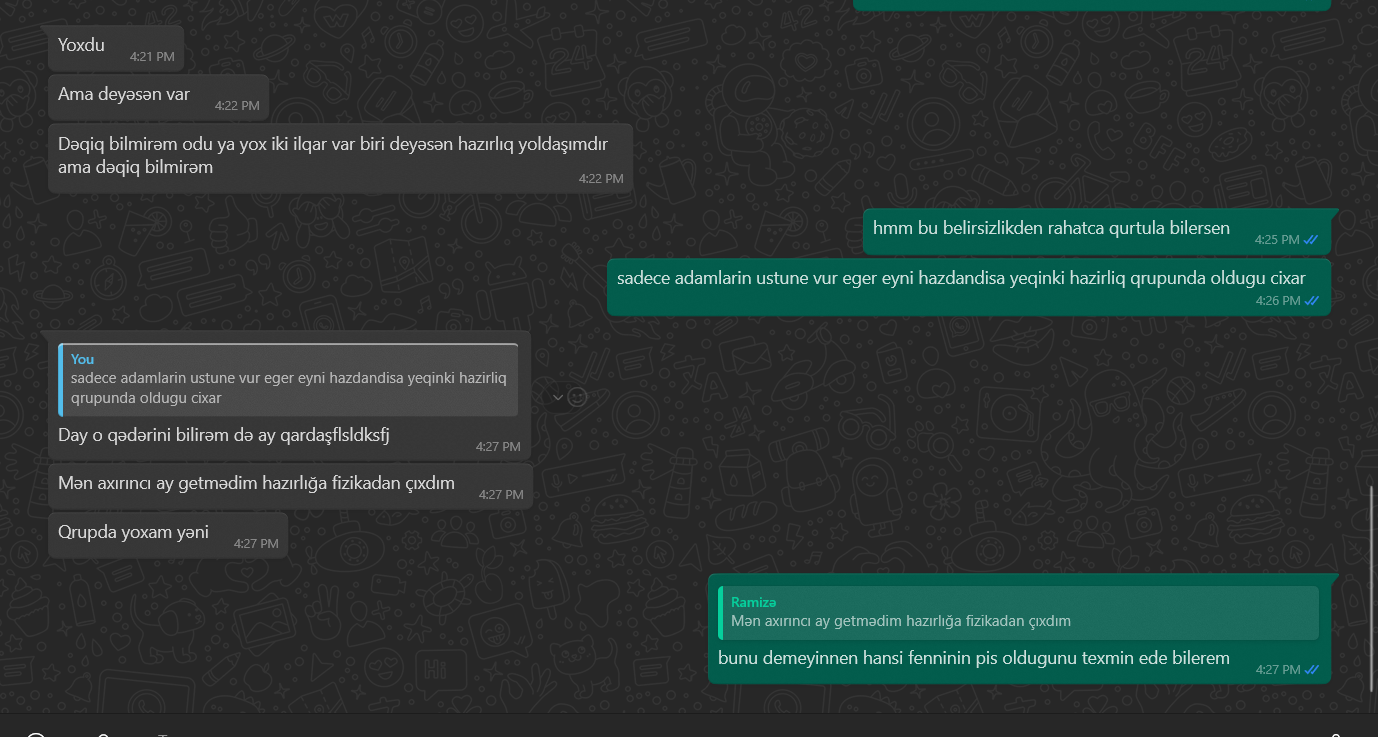 Yoxdu
4:21 PM
Ama deyəsən var
4:22 PM
Dəqiq bilmirəm odu ya yox iki ilqar var biri deyəsən hazırlıq yoldaşımdır
ama dəqiq bilmirəm
4:22 PM
hmm bu belirsizlikden rahatca qurtula bilersen
4:25 PM
sadece adamlarin ustune vur eger eyni hazdandisa yeqinki hazirliq qrupunda oldugu cixar
4:26 PM
You
sadece adamlarin ustune vur eger eyni hazdandisa yeqinki hazirliq
qrupunda oldugu cixar
Day o qədərini bilirəm də ay qardaşflsldksfj
4:27 PM
Mən axırıncı ay getmədim hazırlığa fizikadan çıxdım
4:27 PM
Qrupda yoxam yəni
4:27 PM
Ramizə
Mən axırıncı ay getmədim hazırlığa fizikadan çıxdım
bunu demeyinnen hansi fenninin pis oldugunu texmin ede bilerem
4:27 PM